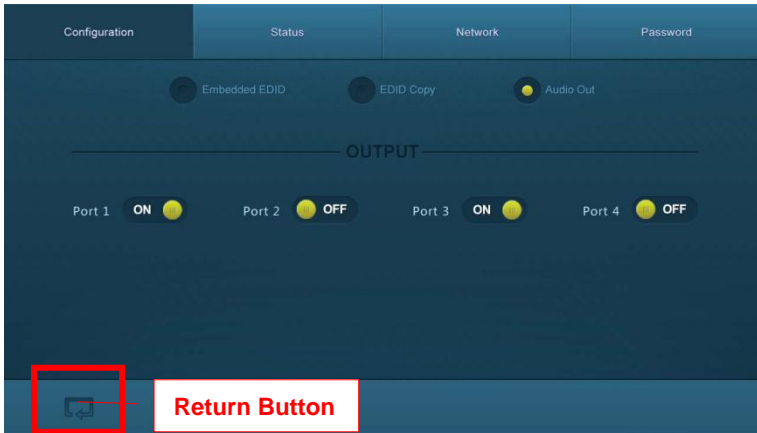 Configuration Status Network Password
Embedded EDID EDID Copy Audio Out
OUTPUT
Port 1 ON Port 2 OFF Port 3 ON Port 4 OFF
Return Button